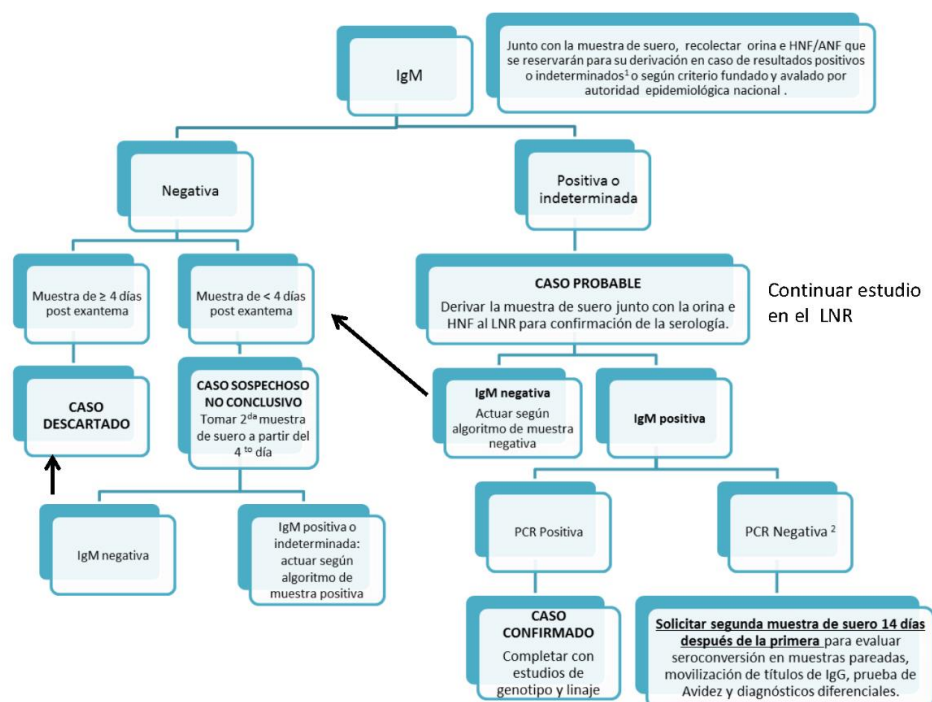 IgM
Junto con la muestra de suero, recolectar orina e HNF/ANF que
se reservarán para su derivación en caso de resultados positivos
o indeterminados¹ o según criterio fundado y avalado por
autoridad epidemiológica nacional .
Negativa
Positiva o
indeterminada
Muestra de ≥ 4 días
post exantema
Muestra de < 4 días
post exantema
CASO PROBABLE
Derivar la muestra de suero junto con la orina e
HNF al LNR para confirmación de la serología.
Continuar estudio
en el LNR
CASO
DESCARTADO
CASO SOSPECHOSO
NO CONCLUSIVO
Tomar 2ᵈᵃ muestra
de suero a partir del
4 ᵗᵒ día
IgM negativa
Actuar según
algoritmo de muestra
negativa
IgM positiva
IgM negativa
IgM positiva o
indeterminada:
actuar según
algoritmo de
muestra positiva
PCR Positiva
PCR Negativa ²
CASO
CONFIRMADO
Completar con
estudios de
genotipo y linaje
Solicitar segunda muestra de suero 14 días
después de la primera para evaluar
seroconversión en muestras pareadas,
movilización de títulos de IgG, prueba de
Avidez y diagnósticos diferenciales.